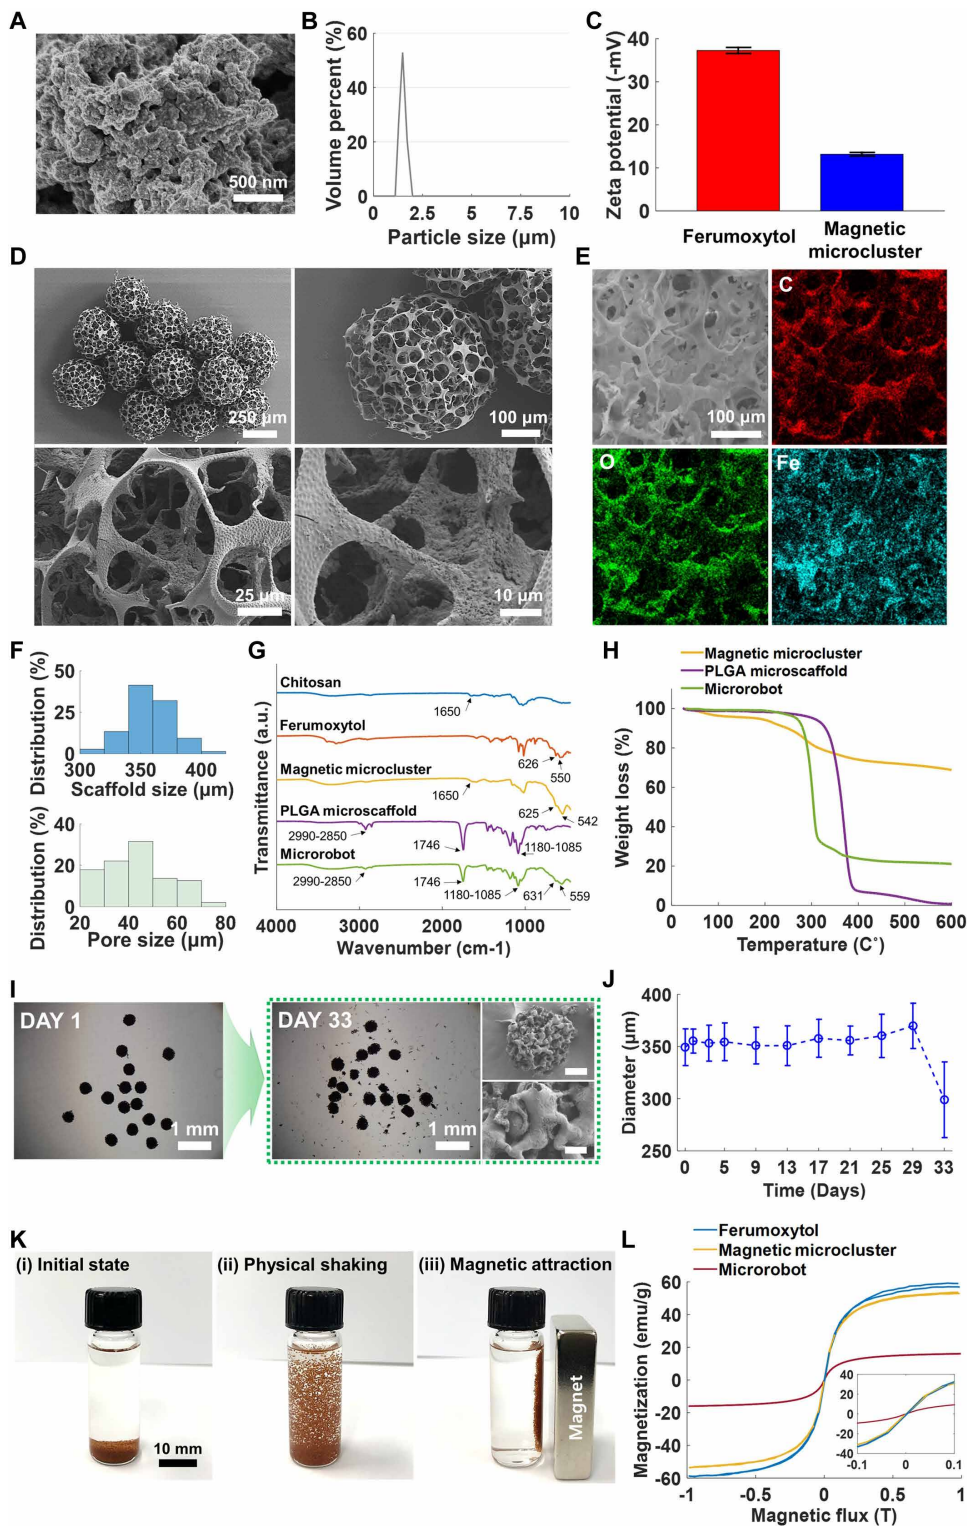 A
500 nm
B
Volume percent (%)
60
40
20
0
0
2.5
5
7.5
10
Particle size (µm)
C
Zeta potential (-mV)
40
30
20
10
0
Ferumoxytol
Magnetic
microcluster
D
250 µm
100 µm
25 µm
10 µm
E
100 µm
C
O
Fe
F
Distribution (%)
50
25
0
300
350
400
Scaffold size (µm)
Distribution (%)
40
20
0
20
40
60
80
Pore size (µm)
G
Transmittance (a.u.)
Chitosan
1650
Ferumoxytol
626
550
Magnetic microcluster
1650
625
542
PLGA microscaffold
2990-2850
1746
1180-1085
Microrobot
2990-2850
1746
1180-1085
631
559
4000
3000
2000
1000
Wavenumber (cm-1)
H
Magnetic microcluster
PLGA microscaffold
Microrobot
Weight loss (%)
100
80
60
40
20
0
0
100
200
300
400
500
600
Temperature (C˚)
I
DAY 1
1 mm
DAY 33
1 mm
J
Diameter (µm)
400
350
300
250
0
5
9
13
17
21
25
29
33
Time (Days)
K
(i) Initial state
10 mm
(ii) Physical shaking
(iii) Magnetic attraction
Magnet
L
Ferumoxytol
Magnetic microcluster
Microrobot
Magnetization (emu/g)
60
40
20
0
-20
-40
-60
-1
-0.5
0
0.5
1
Magnetic flux (T)
40
20
0
-20
-40
-0.1
0
0.1